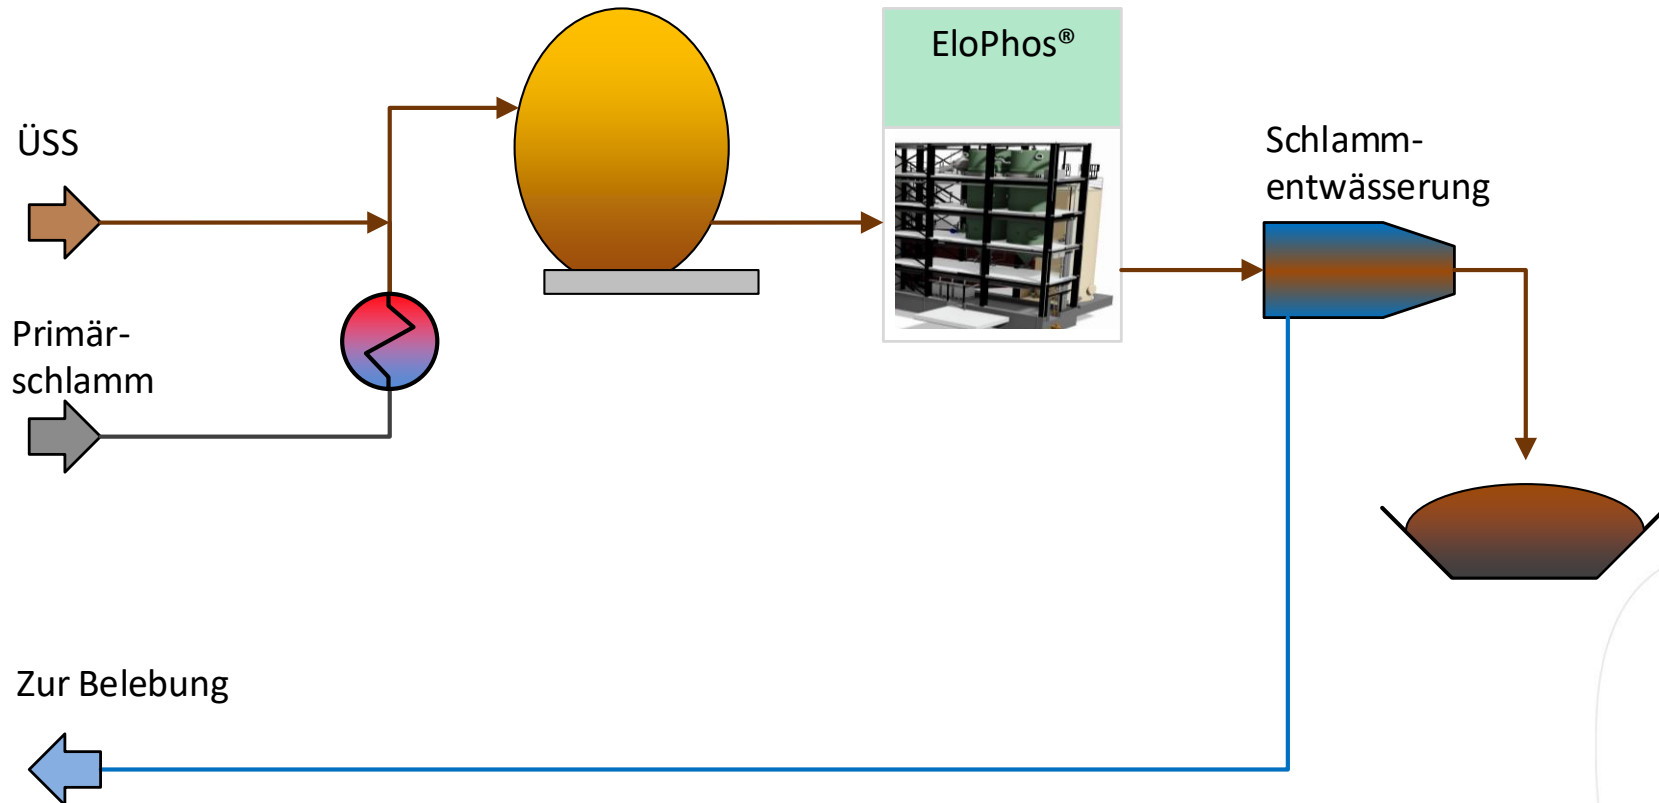 EloPhos®
ÜSS
Schlamm-
entwässerung
Primär-
schlamm
Zur Belebung